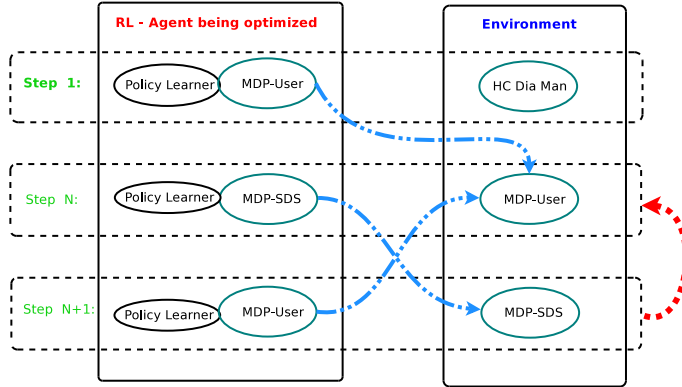 RL - Agent being optimized
Environment
Step 1:
Policy Learner
MDP-User
HC Dia Man
Step N:
Policy Learner
MDP-SDS
MDP-User
Step N+1:
Policy Learner
MDP-User
MDP-SDS